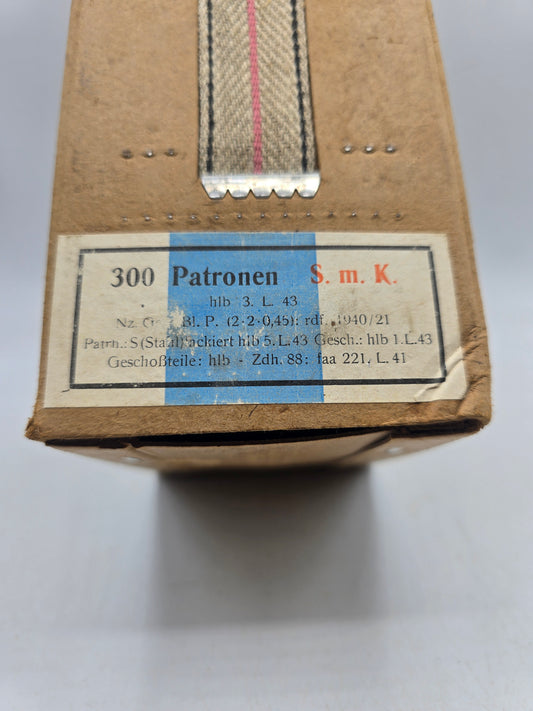 300 Patronen S. m. K.
hlb 3. L. 43
Nz. Bl. P. (2·2·0,45): rdf. 1940/21
Patrh.: S (Stahl) lackiert hlb 5. L. 43 Gesch.: hlb 1. L. 43
Geschoßteile: hlb - Zdh. 88: faa 221. L. 41